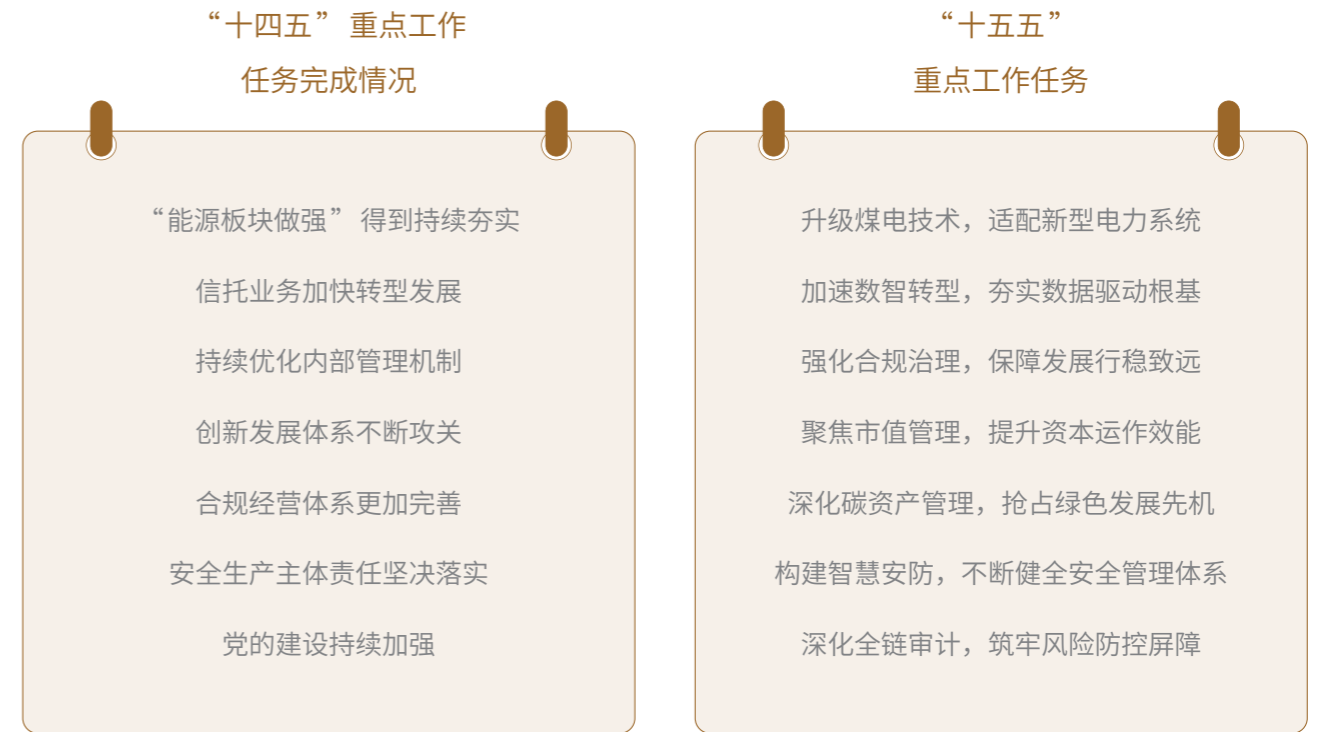 “十四五” 重点工作
任务完成情况
“能源板块做强” 得到持续夯实
信托业务加快转型发展
持续优化内部管理机制
创新发展体系不断攻关
合规经营体系更加完善
安全生产主体责任坚决落实
党的建设持续加强
“十五五”
重点工作任务
升级煤电技术，适配新型电力系统
加速数智转型，夯实数据驱动根基
强化合规治理，保障发展行稳致远
聚焦市值管理，提升资本运作效能
深化碳资产管理，抢占绿色发展先机
构建智慧安防，不断健全安全管理体系
深化全链审计，筑牢风险防控屏障